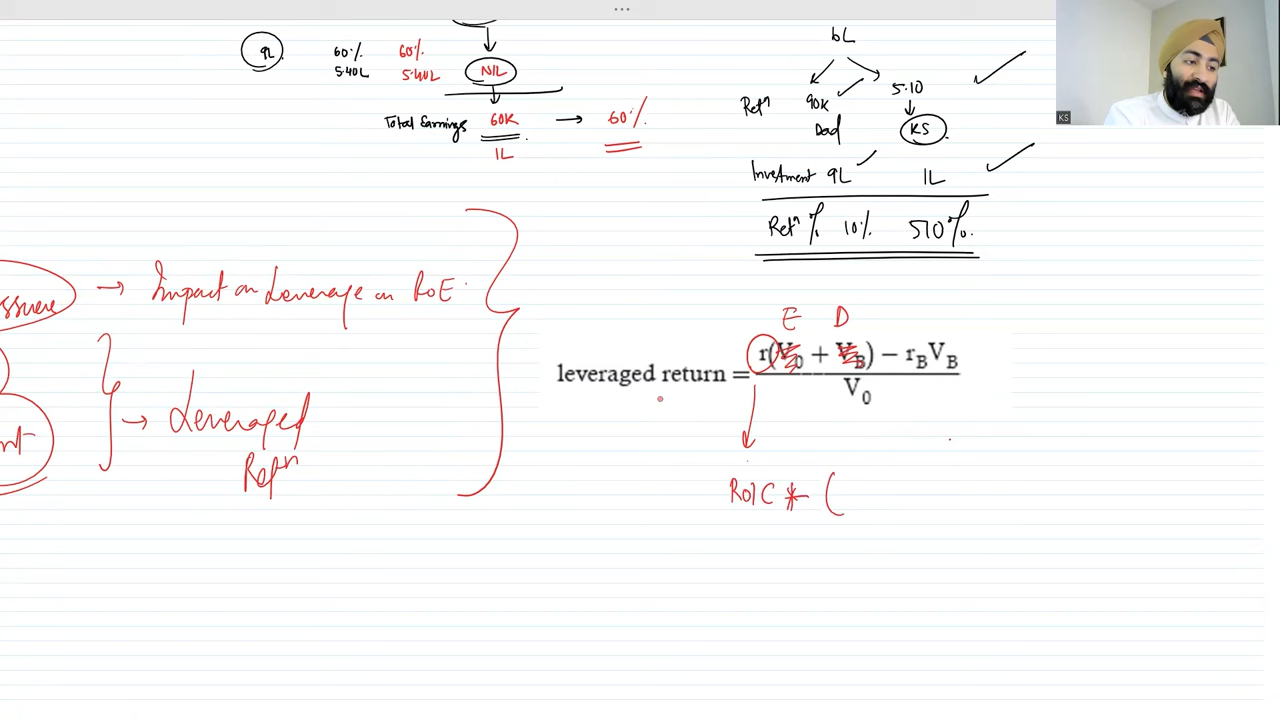 9L 60% 60%
5.40L 5.40L NIL
Total Earnings 60K → 60%
1L
6L
Retⁿ 90K 5.10
Dad KS
Investment 9L 1L
Retⁿ % 10% 510%
→ Impact on Leverage on RoE
→ Leveraged
Retⁿ
E D
leveraged return = r(V0 + VB) − rBVB
V0
ROIC * (
KS